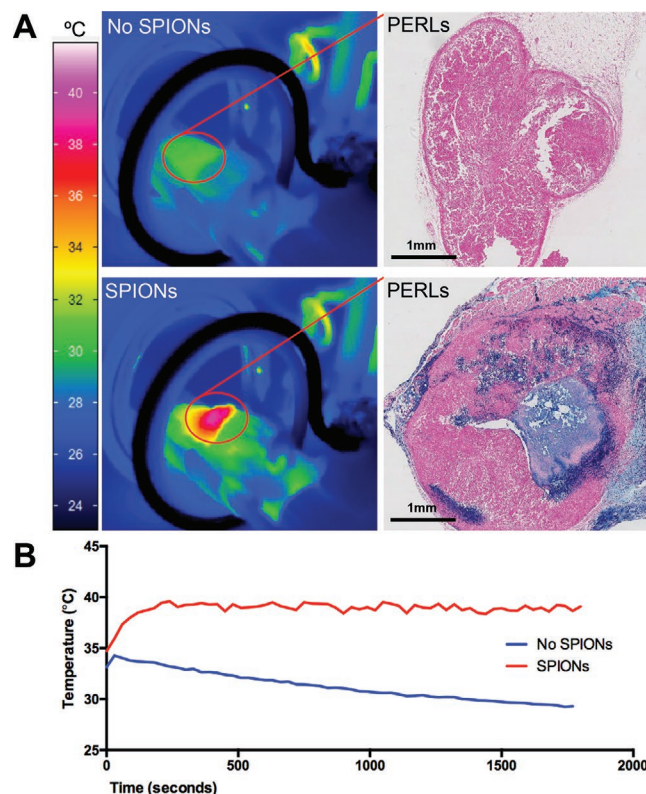 A
ºC
40
38
36
34
32
30
28
26
24
No SPIONs
PERLs
1mm
SPIONs
PERLs
1mm
B
Temperature (°C)
45
40
35
30
25
No SPIONs
SPIONs
0
500
1000
1500
2000
Time (seconds)